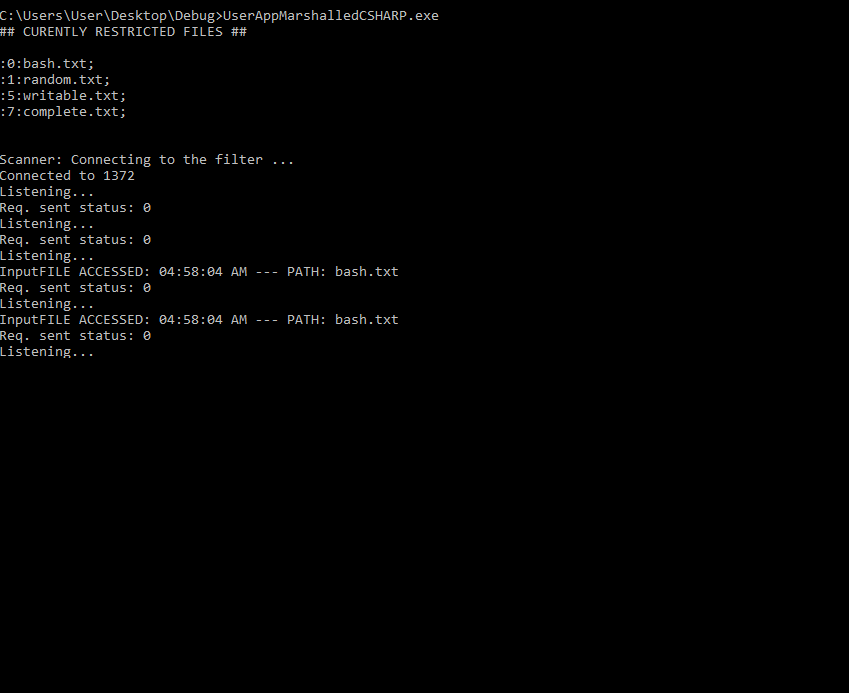 C:\Users\User\Desktop\Debug>UserAppMarshalledCSHARP.exe
## CURENTLY RESTRICTED FILES ##
:0:bash.txt;
:1:random.txt;
:5:writable.txt;
:7:complete.txt;
Scanner: Connecting to the filter ...
Connected to 1372
Listening...
Req. sent status: 0
Listening...
Req. sent status: 0
Listening...
InputFILE ACCESSED: 04:58:04 AM --- PATH: bash.txt
Req. sent status: 0
Listening...
InputFILE ACCESSED: 04:58:04 AM --- PATH: bash.txt
Req. sent status: 0
Listening...